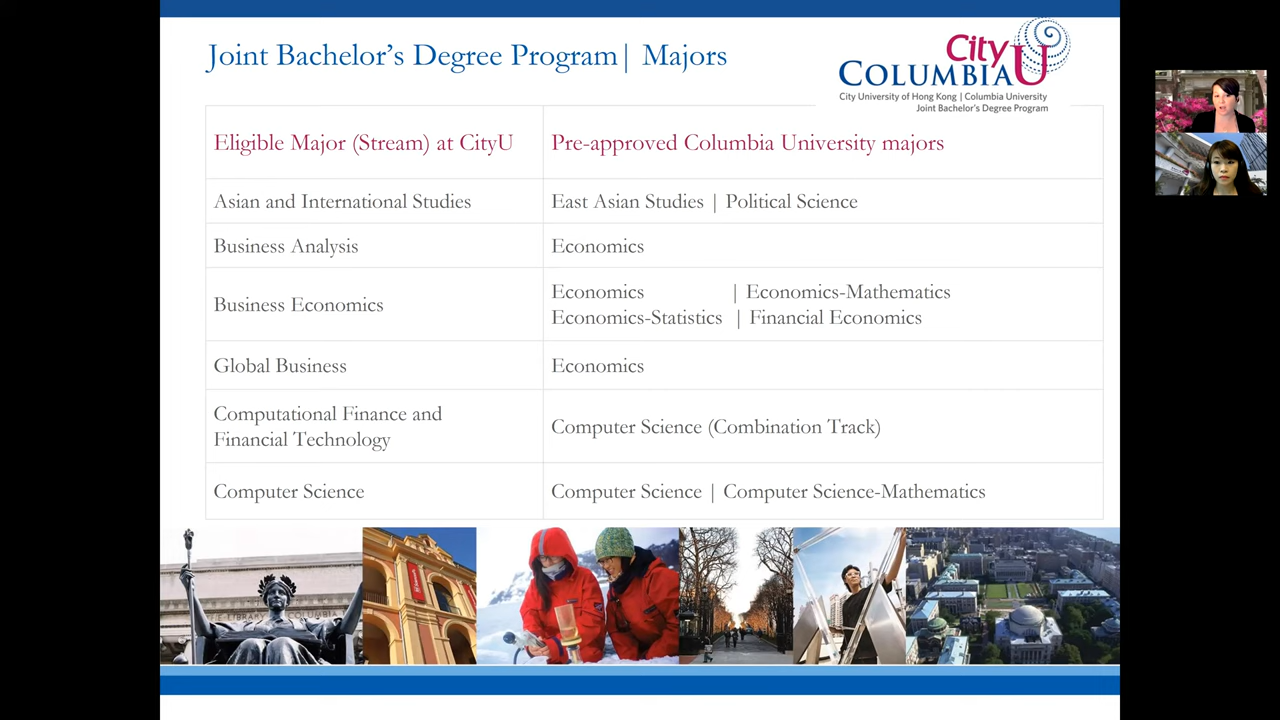 Joint Bachelor's Degree Program| Majors
City
COLUMBIAU
City University of Hong Kong | Columbia University
Joint Bachelor's Degree Program
Eligible Major (Stream) at CityU
Pre-approved Columbia University majors
Asian and International Studies
East Asian Studies | Political Science
Business Analysis
Economics
Business Economics
Economics | Economics-Mathematics
Economics-Statistics | Financial Economics
Global Business
Economics
Computational Finance and
Financial Technology
Computer Science (Combination Track)
Computer Science
Computer Science | Computer Science-Mathematics